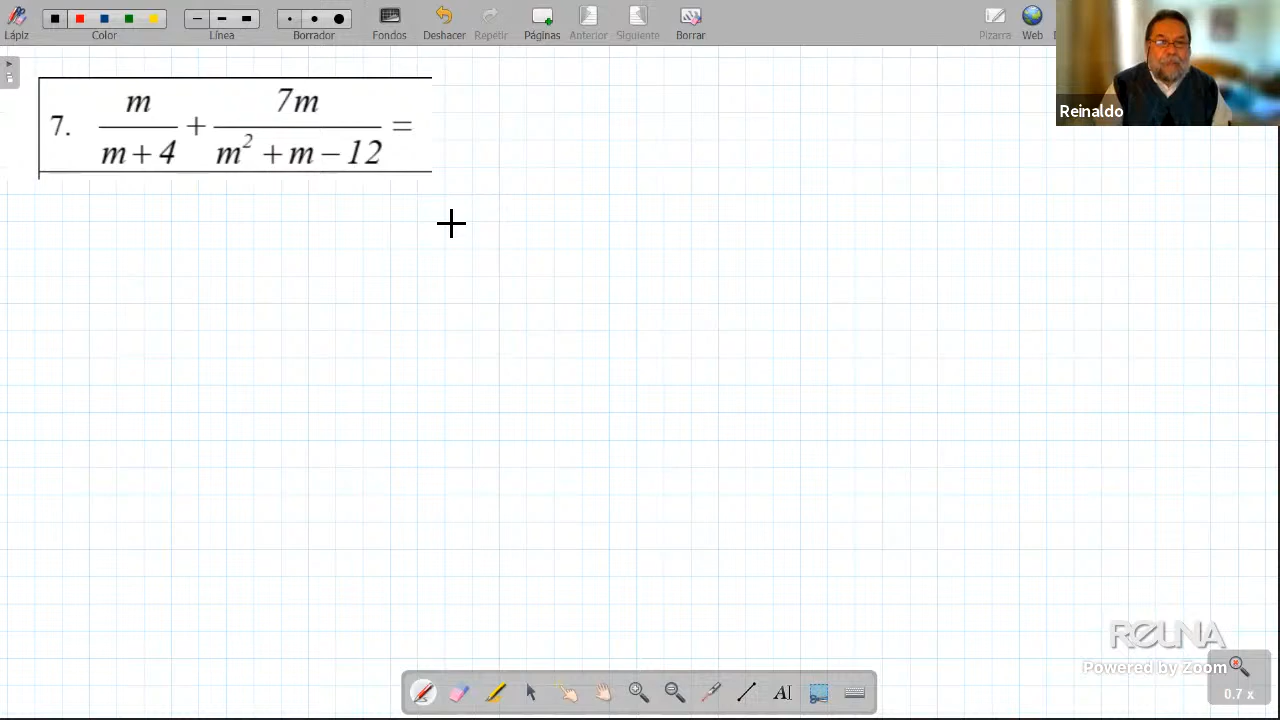 Lápiz Color Línea Borrador Fondos Deshacer Repetir Páginas Anterior Siguiente Borrar Pizarra Web
Reinaldo
7. m/(m + 4) + 7m/(m² + m − 12) =
REUNA
Powered by Zoom
0.7 x